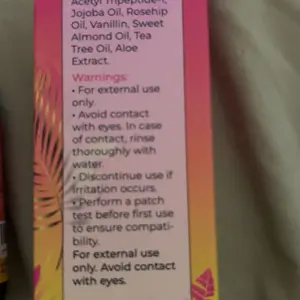 Acetyl Tripeptide-1,
Jojoba Oil, Rosehip
Oil, Vanillin, Sweet
Almond Oil, Tea
Tree Oil, Aloe
Extract.
Warnings:
• For external use
only.
• Avoid contact
with eyes. In case
of contact, rinse
thoroughly with
water.
• Discontinue use if
irritation occurs.
• Perform a patch
test before first use
to ensure compati-
bility.
For external use
only. Avoid contact
with eyes.